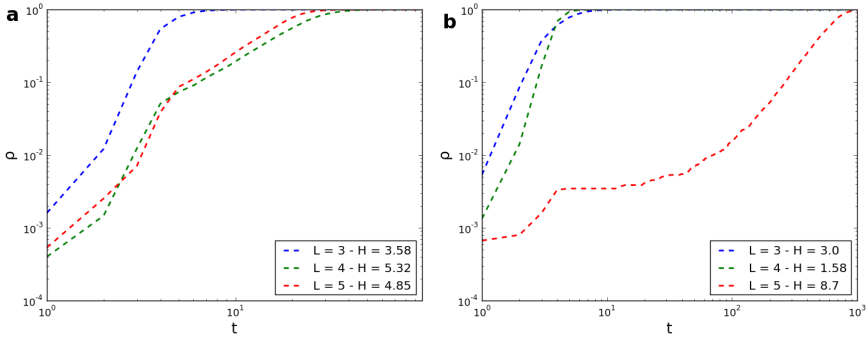 a
10^0
10^-1
10^-2
10^-3
10^-4
ρ
10^0
10^1
t
L = 3 - H = 3.58
L = 4 - H = 5.32
L = 5 - H = 4.85
b
10^0
10^-1
10^-2
10^-3
10^-4
ρ
10^0
10^1
10^2
10^3
t
L = 3 - H = 3.0
L = 4 - H = 1.58
L = 5 - H = 8.7